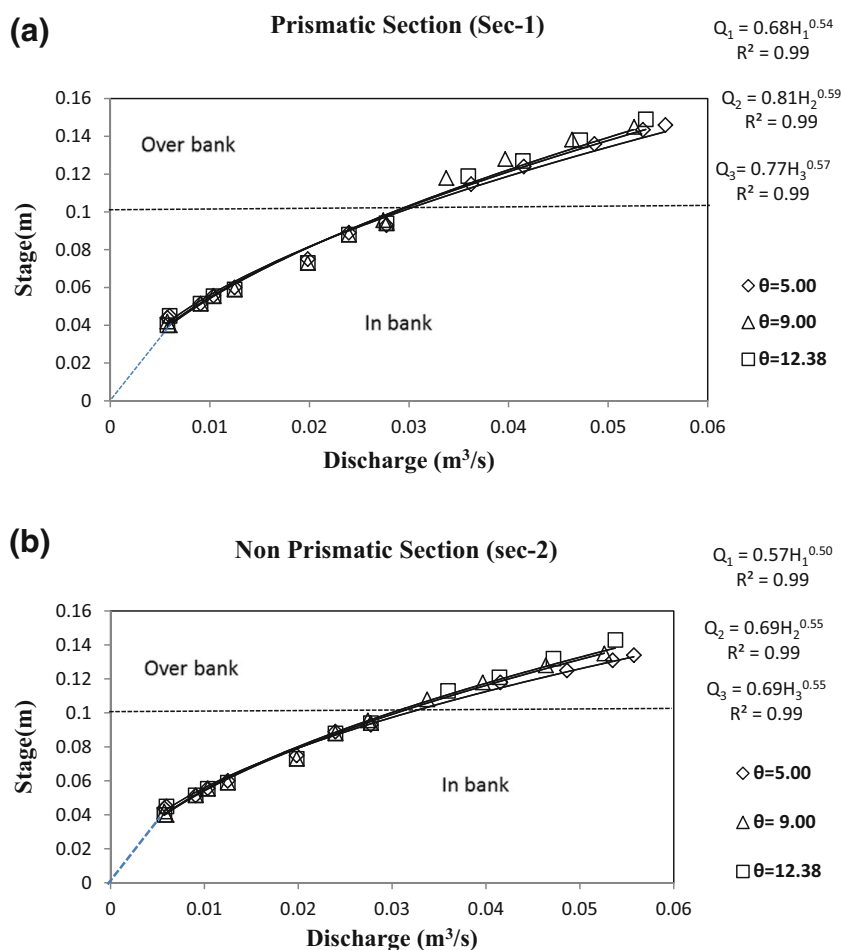 (a)
Prismatic Section (Sec-1)
Q₁ = 0.68H₁^0.54
R² = 0.99
Q₂ = 0.81H₂^0.59
R² = 0.99
Q₃ = 0.77H₃^0.57
R² = 0.99
0.16
0.14
0.12
0.1
0.08
0.06
0.04
0.02
0
Stage(m)
Over bank
In bank
θ=5.00
θ=9.00
θ=12.38
0 0.01 0.02 0.03 0.04 0.05 0.06
Discharge (m³/s)
(b)
Non Prismatic Section (sec-2)
Q₁ = 0.57H₁^0.50
R² = 0.99
Q₂ = 0.69H₂^0.55
R² = 0.99
Q₃ = 0.69H₃^0.55
R² = 0.99
0.16
0.14
0.12
0.1
0.08
0.06
0.04
0.02
0
Stage(m)
Over bank
In bank
θ=5.00
θ= 9.00
θ=12.38
0 0.01 0.02 0.03 0.04 0.05 0.06
Discharge (m³/s)